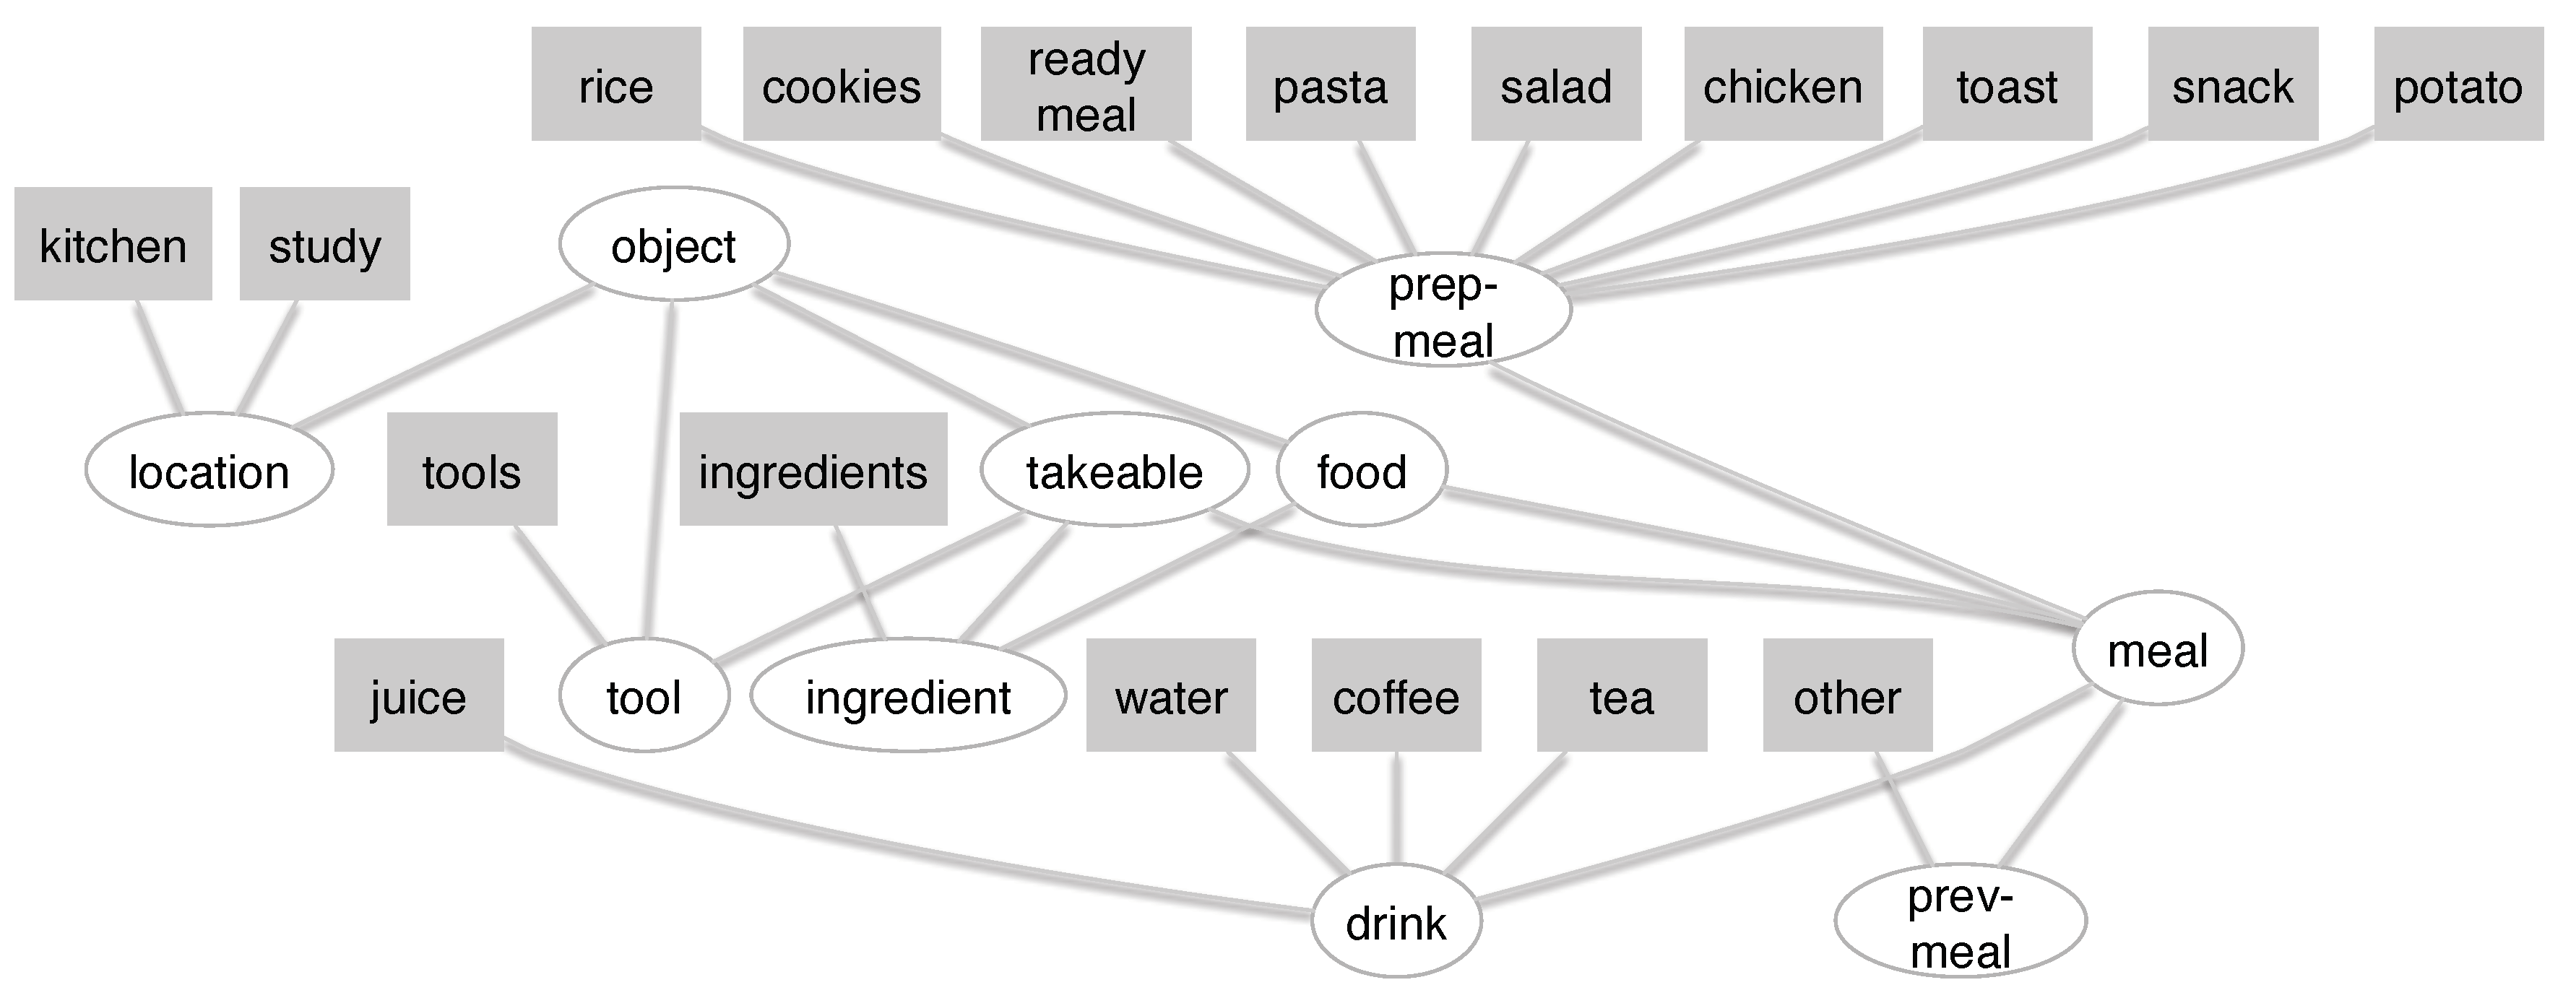 rice
cookies
ready
meal
pasta
salad
chicken
toast
snack
potato
kitchen
study
object
prep-
meal
location
tools
ingredients
takeable
food
juice
tool
ingredient
water
coffee
tea
other
meal
drink
prev-
meal